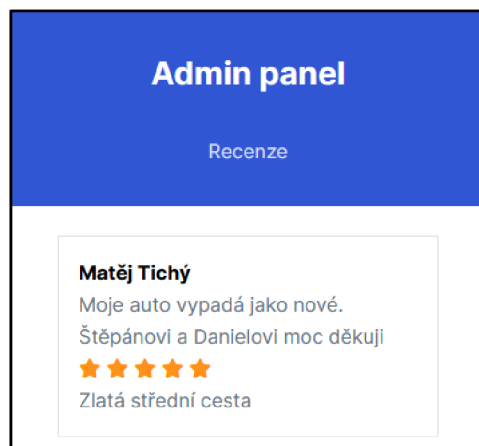 Admin panel
Recenze
Matěj Tichý
Moje auto vypadá jako nové.
Štěpánovi a Danielovi moc děkuji
Zlatá střední cesta